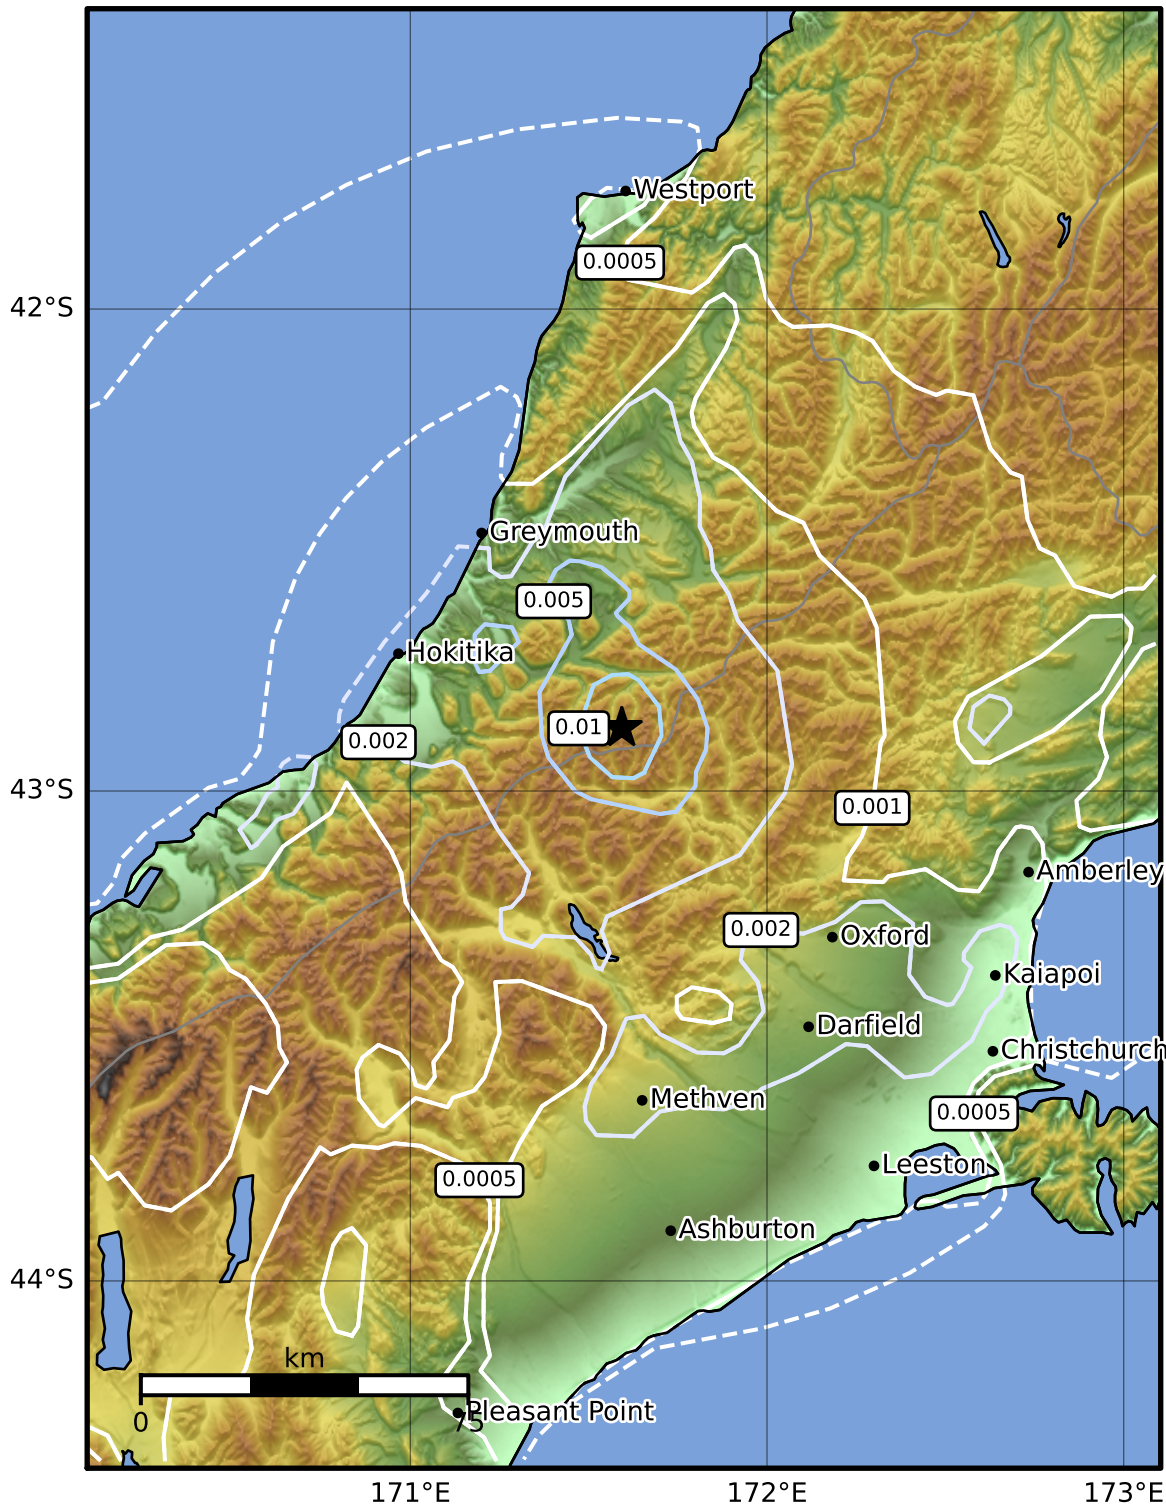 Westport
0.0005
42°S
Greymouth
0.005
Hokitika
0.01
0.002
43°S
0.001
Amberley
0.002
Oxford
Kaiapoi
Darfield
Christchurch
Methven
0.0005
Leeston
0.0005
Ashburton
44°S
km
0
75
Pleasant Point
171°E
172°E
173°E